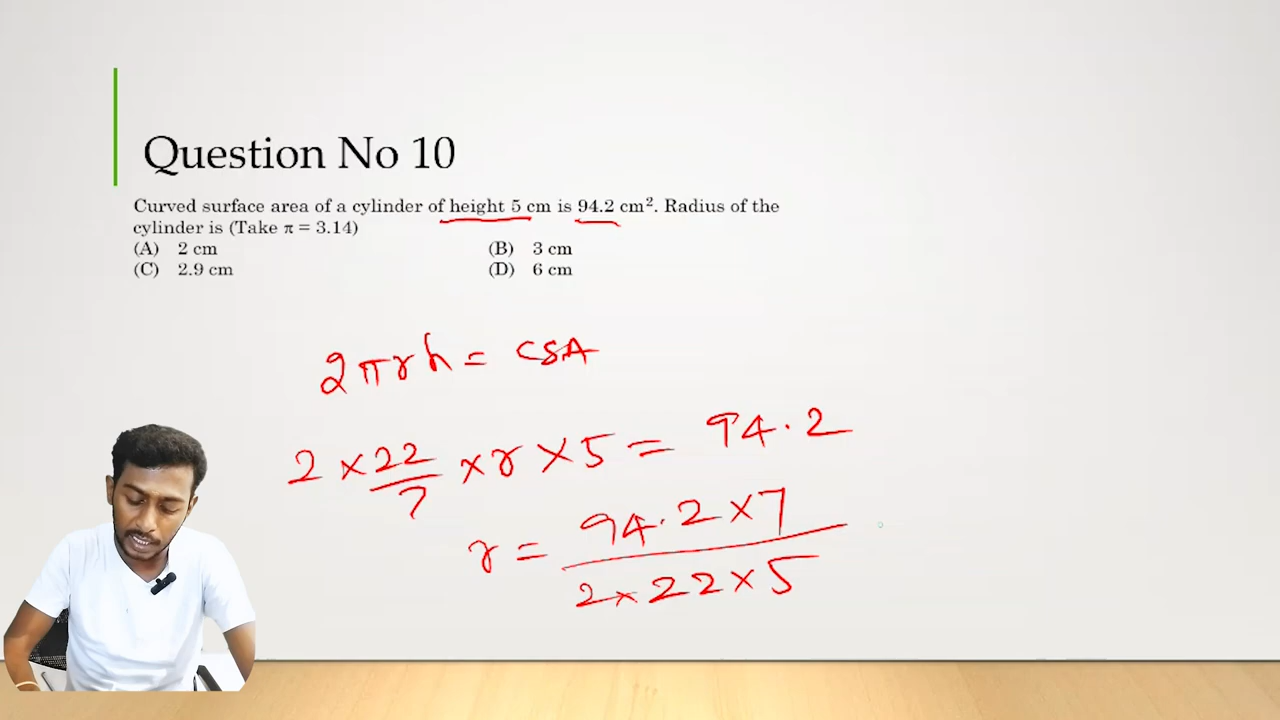 Question No 10
Curved surface area of a cylinder of height 5 cm is 94.2 cm². Radius of the
cylinder is (Take π = 3.14)
(A) 2 cm (B) 3 cm
(C) 2.9 cm (D) 6 cm
2πrh = CSA
2 × 22/7 × r × 5 = 94.2
r = 94.2 × 7 / 2 × 22 × 5